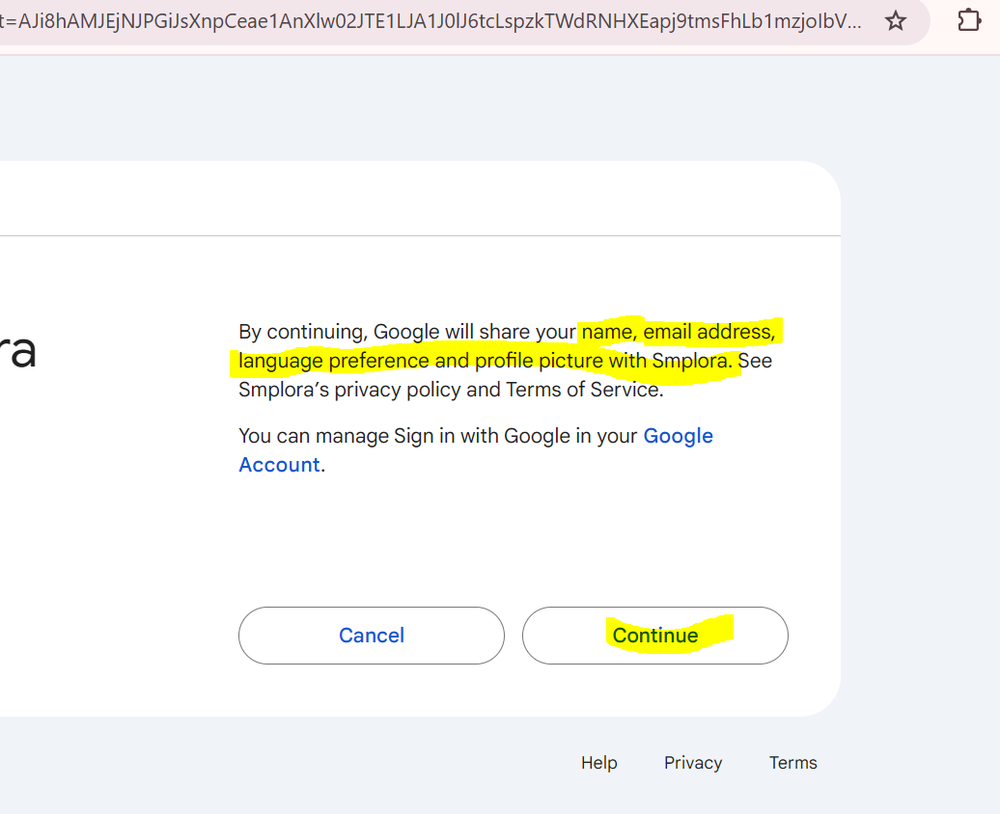 t=AJi8hAMJEjNJPGiJsXnpCeae1AnXlw02JTE1LJA1J0lJ6tcLspzkTWdRNHXEapj9tmsFhLb1mzjoIbV...
ra
By continuing, Google will share your name, email address,
language preference and profile picture with Smplora. See
Smplora’s privacy policy and Terms of Service.
You can manage Sign in with Google in your Google
Account.
Cancel
Continue
Help
Privacy
Terms